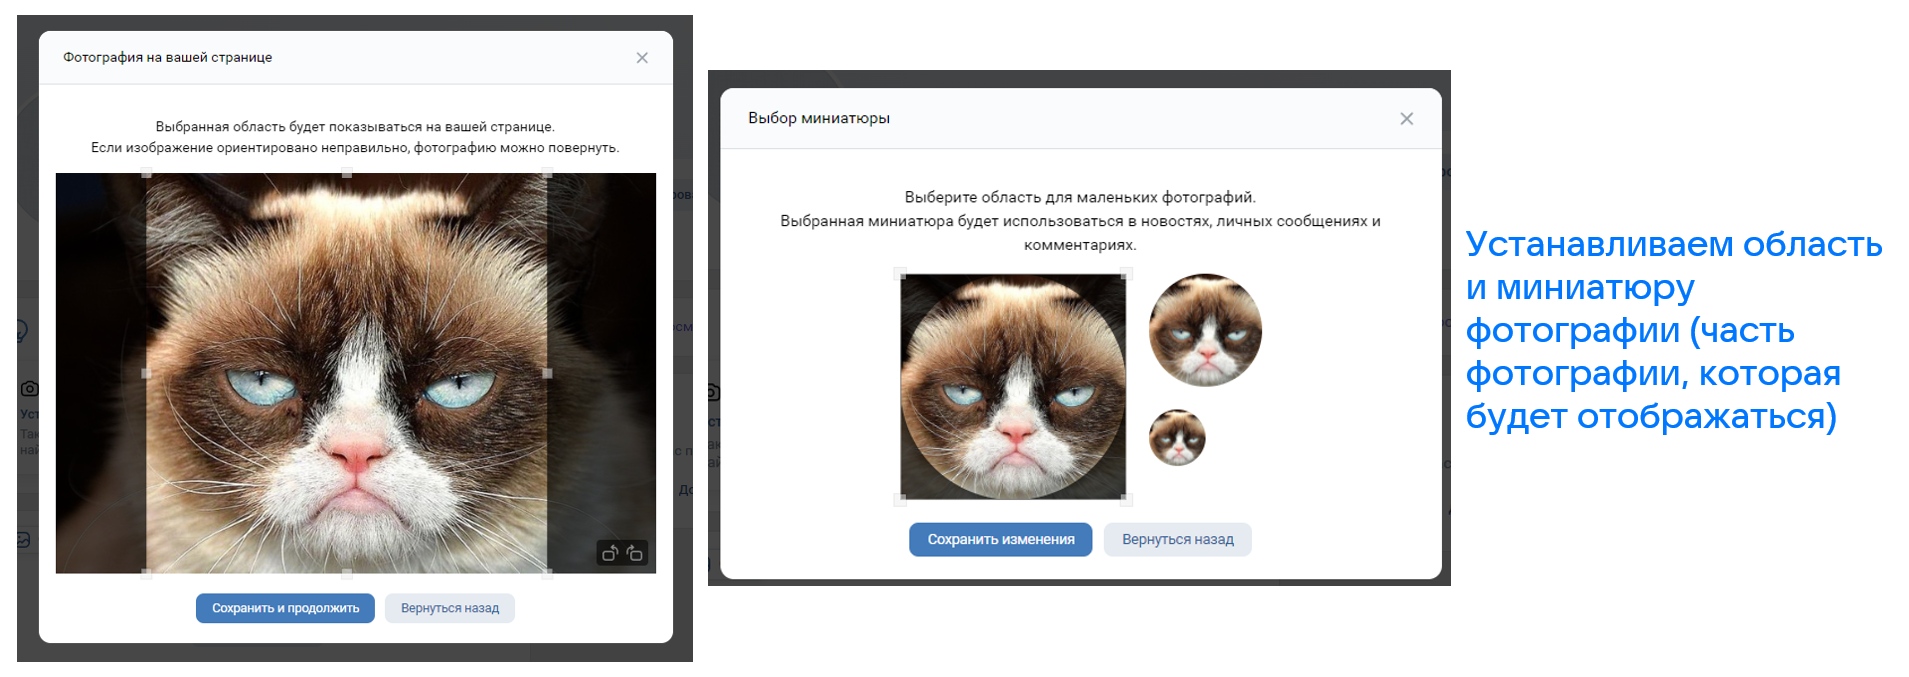 Фотография на вашей странице
Выбранная область будет показываться на вашей странице.
Если изображение ориентировано неправильно, фотографию можно повернуть.
Сохранить и продолжить
Вернуться назад
Выбор миниатюры
Выберите область для маленьких фотографий.
Выбранная миниатюра будет использоваться в новостях, личных сообщениях и
комментариях.
Сохранить изменения
Вернуться назад
Устанавливаем область
и миниатюру
фотографии (часть
фотографии, которая
будет отображаться)